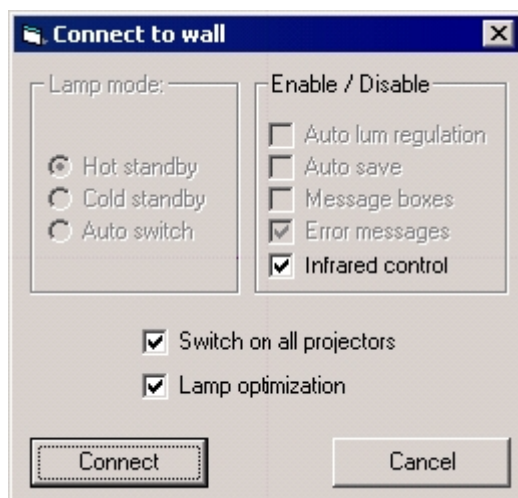 Connect to wall
Lamp mode:
Hot standby
Cold standby
Auto switch
Enable / Disable
Auto lum regulation
Auto save
Message boxes
Error messages
Infrared control
Switch on all projectors
Lamp optimization
Connect
Cancel